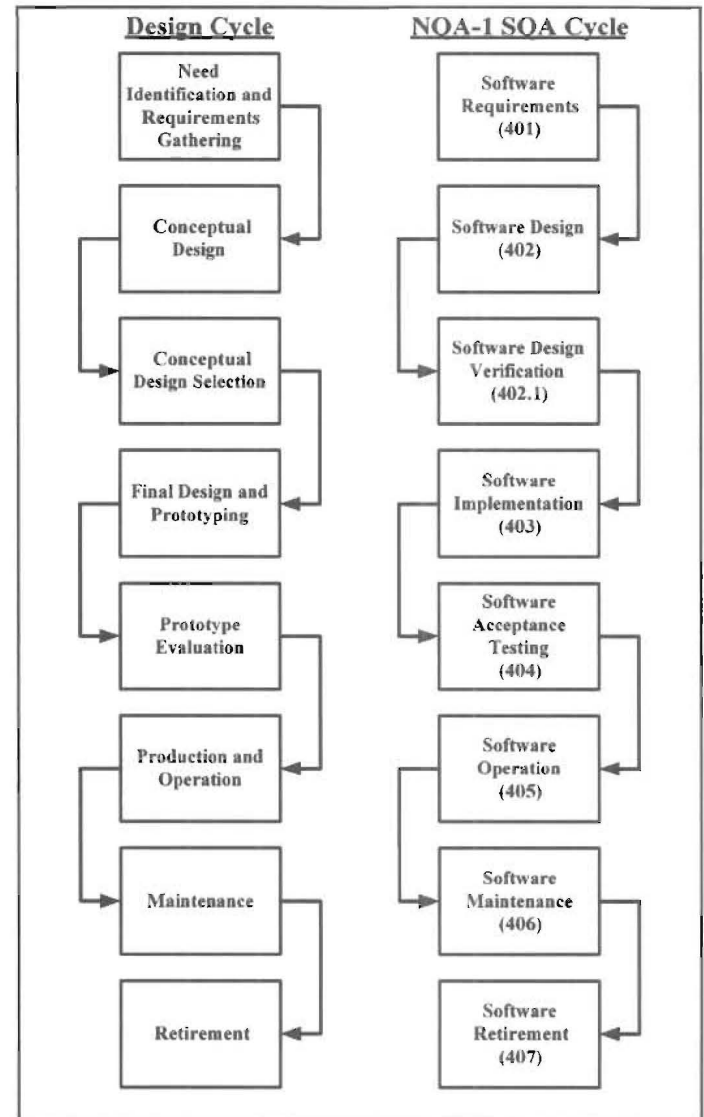 Design Cycle
Need
Identification and
Requirements
Gathering
Conceptual
Design
Conceptual
Design Selection
Final Design and
Prototyping
Prototype
Evaluation
Production and
Operation
Maintenance
Retirement
NQA-1 SQA Cycle
Software
Requirements
(401)
Software Design
(402)
Software Design
Verification
(402.1)
Software
Implementation
(403)
Software
Acceptance
Testing
(404)
Software
Operation
(405)
Software
Maintenance
(406)
Software
Retirement
(407)